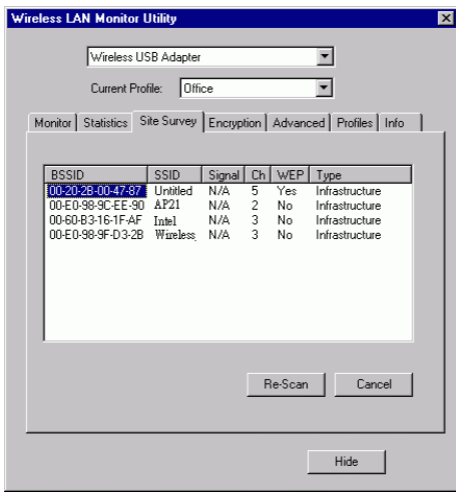 Wireless LAN Monitor Utility
Wireless USB Adapter
Current Profile: Office
Monitor Statistics Site Survey Encryption Advanced Profiles Info
BSSID SSID Signal Ch WEP Type
00-20-2B-00-47-87 Untitled N/A 5 Yes Infrastructure
00-E0-98-9C-EE-90 AP21 N/A 2 No Infrastructure
00-60-B3-16-1F-AF Intel N/A 3 No Infrastructure
00-E0-98-9F-D3-2B Wireless N/A 3 No Infrastructure
Re-Scan Cancel
Hide